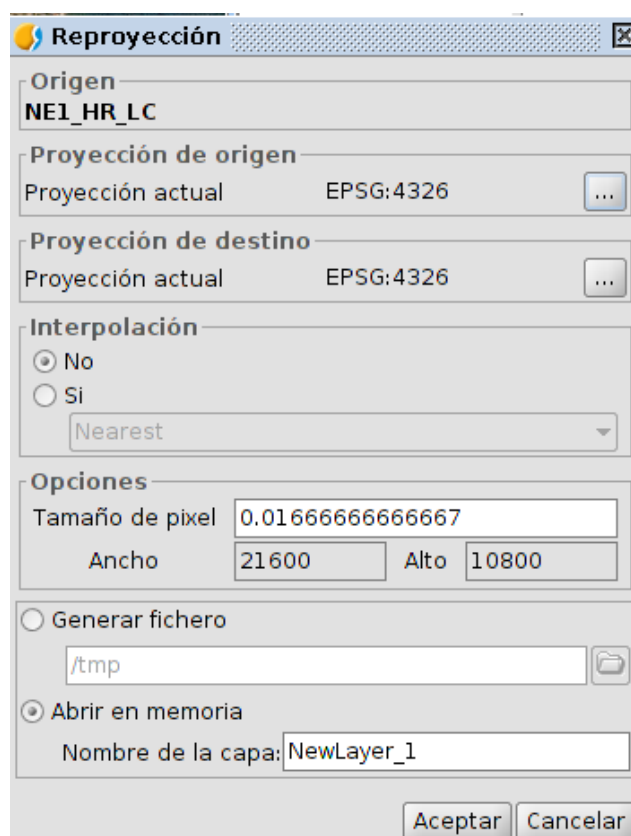 Reproyección
Origen
NE1_HR_LC
Proyección de origen
Proyección actual EPSG:4326 ...
Proyección de destino
Proyección actual EPSG:4326 ...
Interpolación
No
Si
Nearest
Opciones
Tamaño de pixel 0.01666666666667
Ancho 21600 Alto 10800
Generar fichero
/tmp
Abrir en memoria
Nombre de la capa: NewLayer_1
Aceptar Cancelar